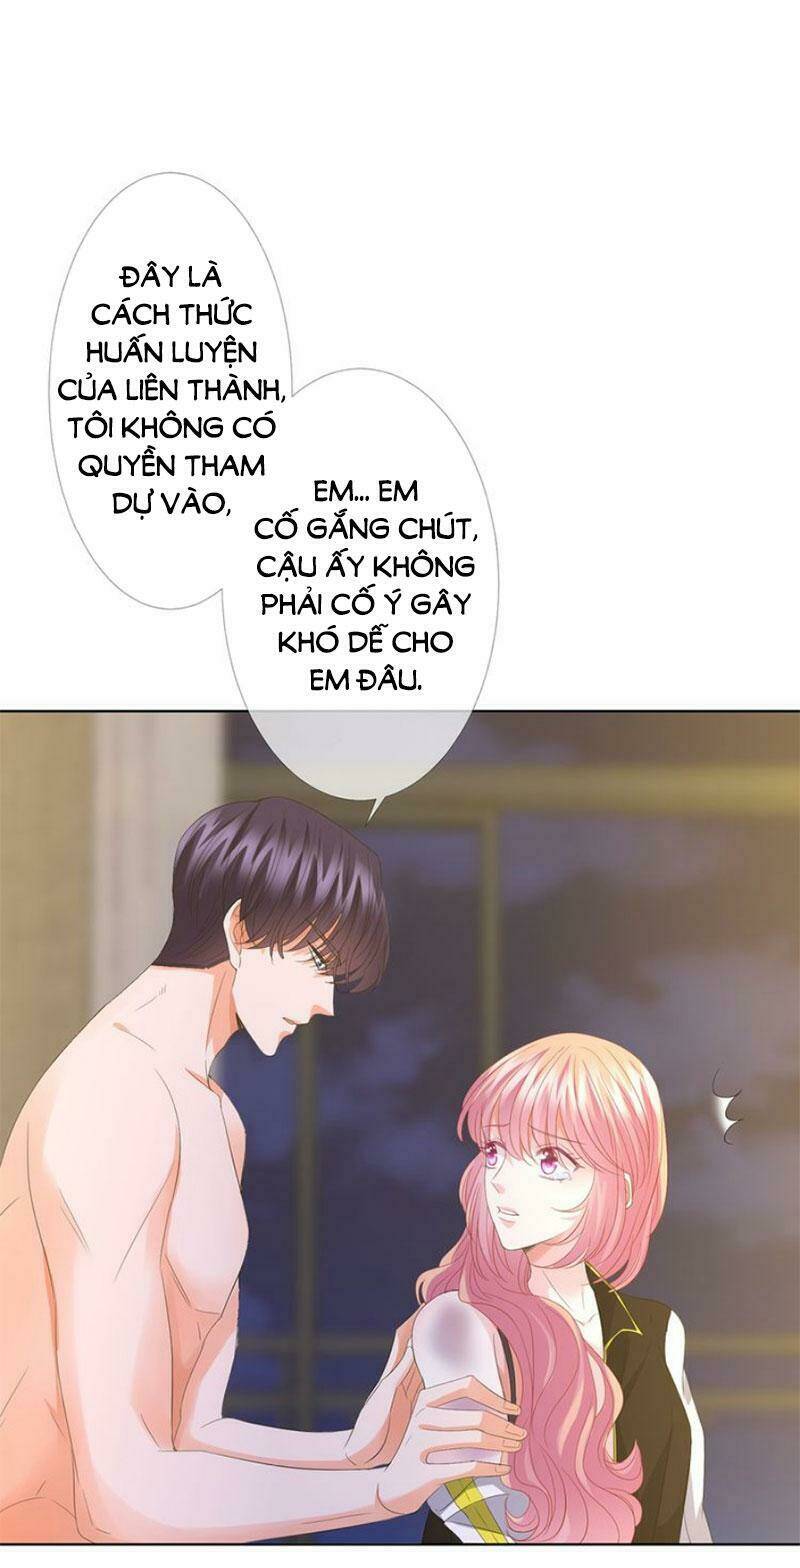 ĐÂY LÀ
CÁCH THỨC
HUẤN LUYỆN
CỦA LIÊN THÀNH,
TÔI KHÔNG CÓ
QUYỀN THAM
DỰ VÀO,
EM... EM
CỐ GẮNG CHÚT,
CẬU ẤY KHÔNG
PHẢI CỐ Ý GÂY
KHÓ DỄ CHO
EM ĐÂU.